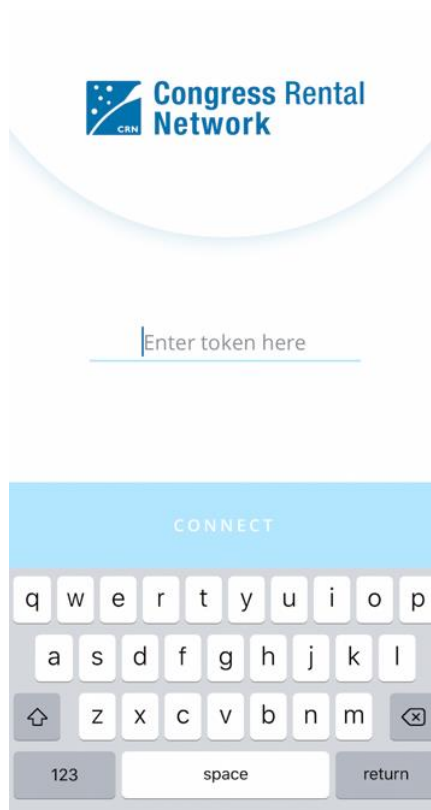 Congress Rental
Network
CRN
Enter token here
CONNECT
q w e r t y u i o p
a s d f g h j k l
z x c v b n m
123 space return